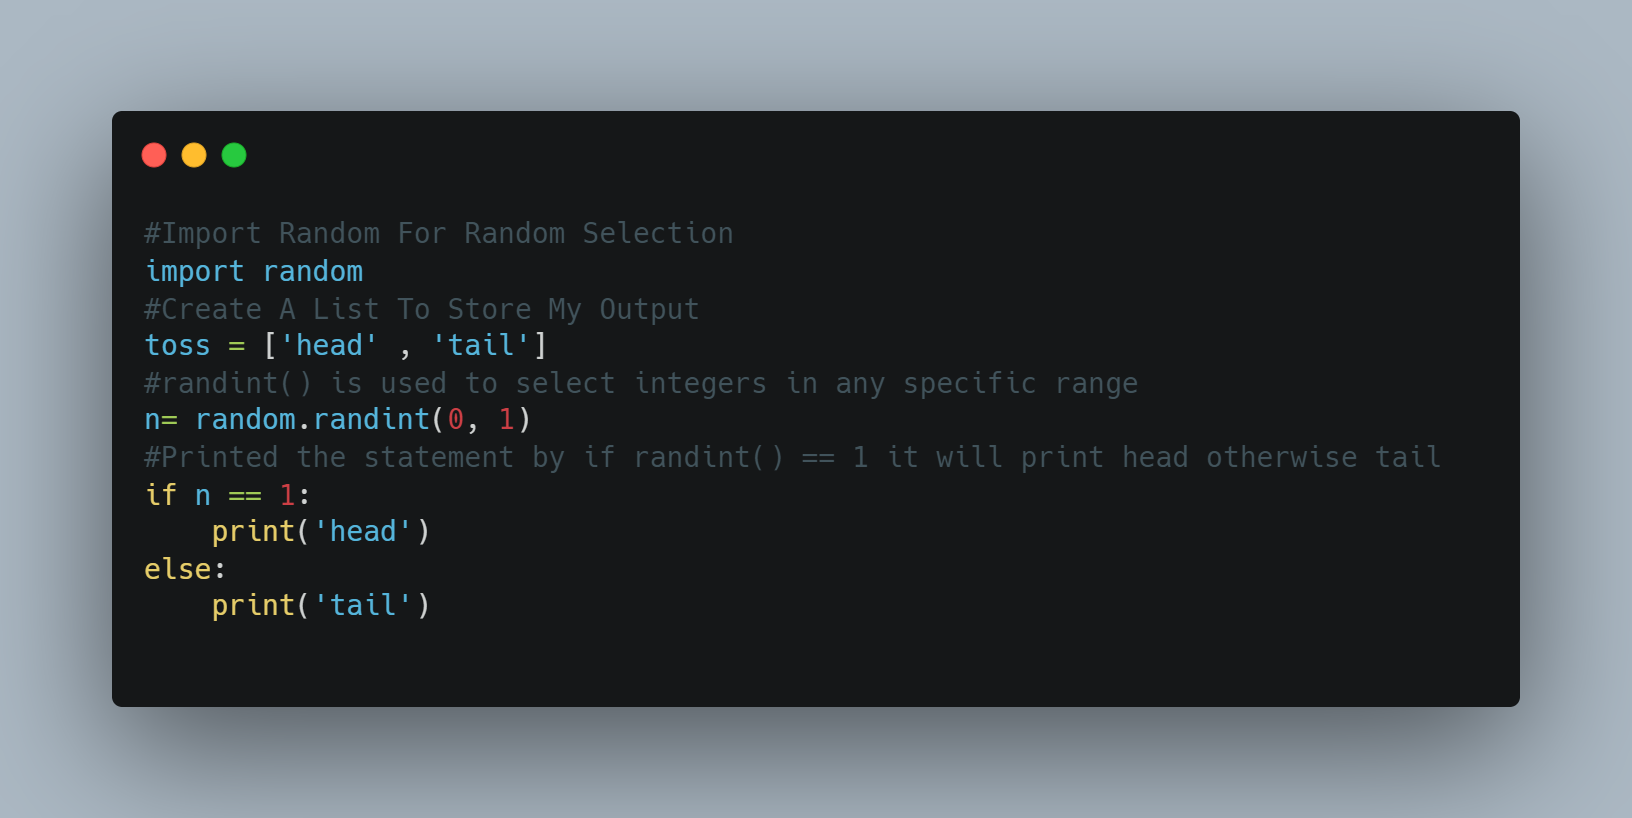 #Import Random For Random Selection
import random
#Create A List To Store My Output
toss = ['head' , 'tail']
#randint() is used to select integers in any specific range
n= random.randint(0, 1)
#Printed the statement by if randint() == 1 it will print head otherwise tail
if n == 1:
    print('head')
else:
    print('tail')